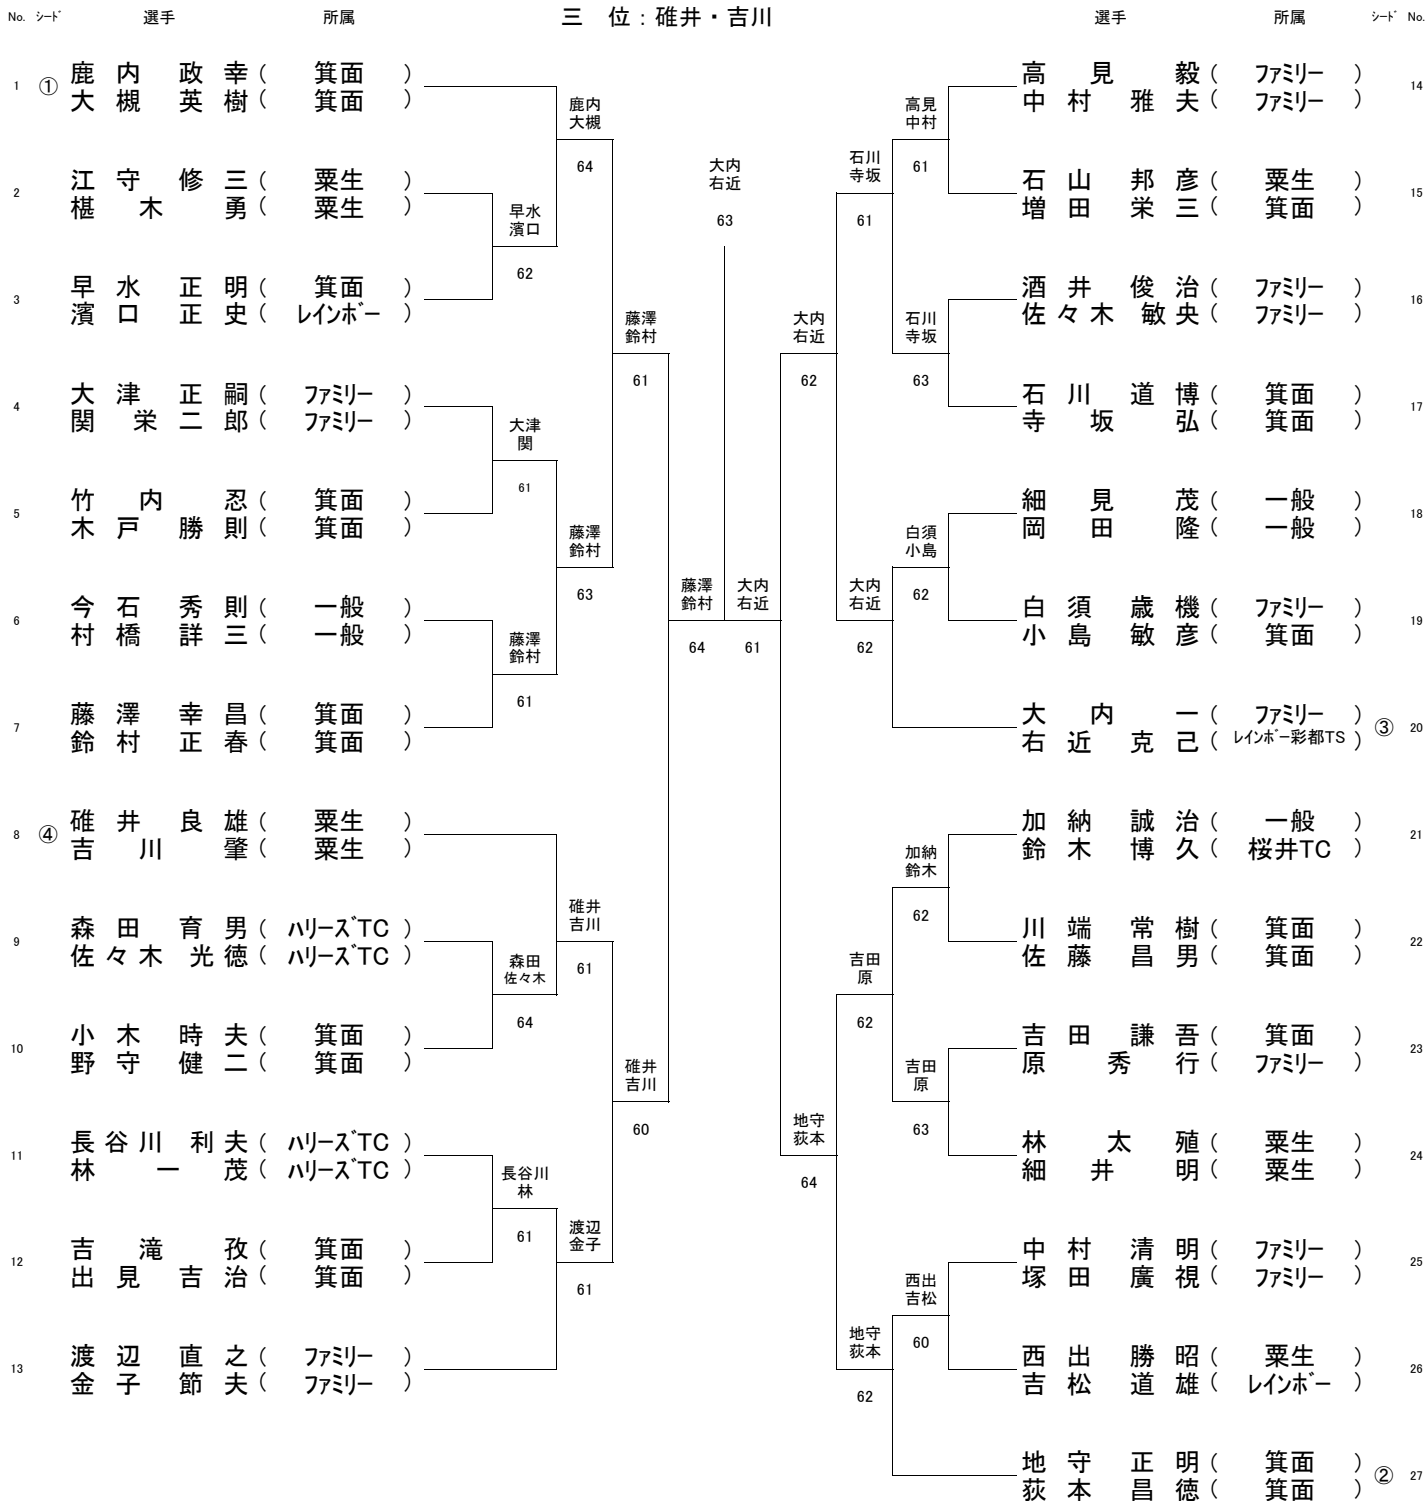 三 位：碓井・吉川
No. シード 選手 所属
1 ① 鹿内 政幸（ 箕面 ）
大槻 英樹（ 箕面 ）
2 江守 修三（ 粟生 ）
椹木 勇（ 粟生 ）
3 早水 正明（ 箕面 ）
濱口 正史（ レインボー ）
4 大津 正嗣（ ファミリー ）
関 栄二郎（ ファミリー ）
5 竹内 忍（ 箕面 ）
木戸 勝則（ 箕面 ）
6 今石 秀則（ 一般 ）
村橋 詳三（ 一般 ）
7 藤澤 幸昌（ 箕面 ）
鈴村 正春（ 箕面 ）
8 ④ 碓井 良雄（ 粟生 ）
吉川 肇（ 粟生 ）
9 森田 育男（ ハリーズTC ）
佐々木 光徳（ ハリーズTC ）
10 小木 時夫（ 箕面 ）
野守 健二（ 箕面 ）
11 長谷川 利夫（ ハリーズTC ）
林 一茂（ ハリーズTC ）
12 吉滝 孜（ 箕面 ）
出見 吉治（ 箕面 ）
13 渡辺 直之（ ファミリー ）
金子 節夫（ ファミリー ）
早水
濱口
62
大津
関
61
藤澤
鈴村
61
森田
佐々木
64
長谷川
林
61
鹿内
大槻
64
藤澤
鈴村
63
碓井
吉川
61
渡辺
金子
61
藤澤
鈴村
61
碓井
吉川
60
藤澤
鈴村
64
大内
右近
63
大内
右近
61
大内
右近
62
地守
荻本
64
石川
寺坂
61
大内
右近
62
吉田
原
62
地守
荻本
62
高見
中村
61
石川
寺坂
63
白須
小島
62
加納
鈴木
62
吉田
原
63
西出
吉松
60
選手 所属 シード No.
高見 毅（ ファミリー ） 14
中村 雅夫（ ファミリー ）
石山 邦彦（ 粟生 ） 15
増田 栄三（ 箕面 ）
酒井 俊治（ ファミリー ） 16
佐々木 敏央（ ファミリー ）
石川 道博（ 箕面 ） 17
寺坂 弘（ 箕面 ）
細見 茂（ 一般 ） 18
岡田 隆（ 一般 ）
白須 歳機（ ファミリー ） 19
小島 敏彦（ 箕面 ）
大内 一（ ファミリー ） ③ 20
右近 克己（ レインボー彩都TS ）
加納 誠治（ 一般 ） 21
鈴木 博久（ 桜井TC ）
川端 常樹（ 箕面 ） 22
佐藤 昌男（ 箕面 ）
吉田 謙吾（ 箕面 ） 23
原 秀行（ ファミリー ）
林 太殖（ 粟生 ） 24
細井 明（ 粟生 ）
中村 清明（ ファミリー ） 25
塚田 廣視（ ファミリー ）
西出 勝昭（ 粟生 ） 26
吉松 道雄（ レインボー ）
地守 正明（ 箕面 ） ② 27
荻本 昌徳（ 箕面 ）